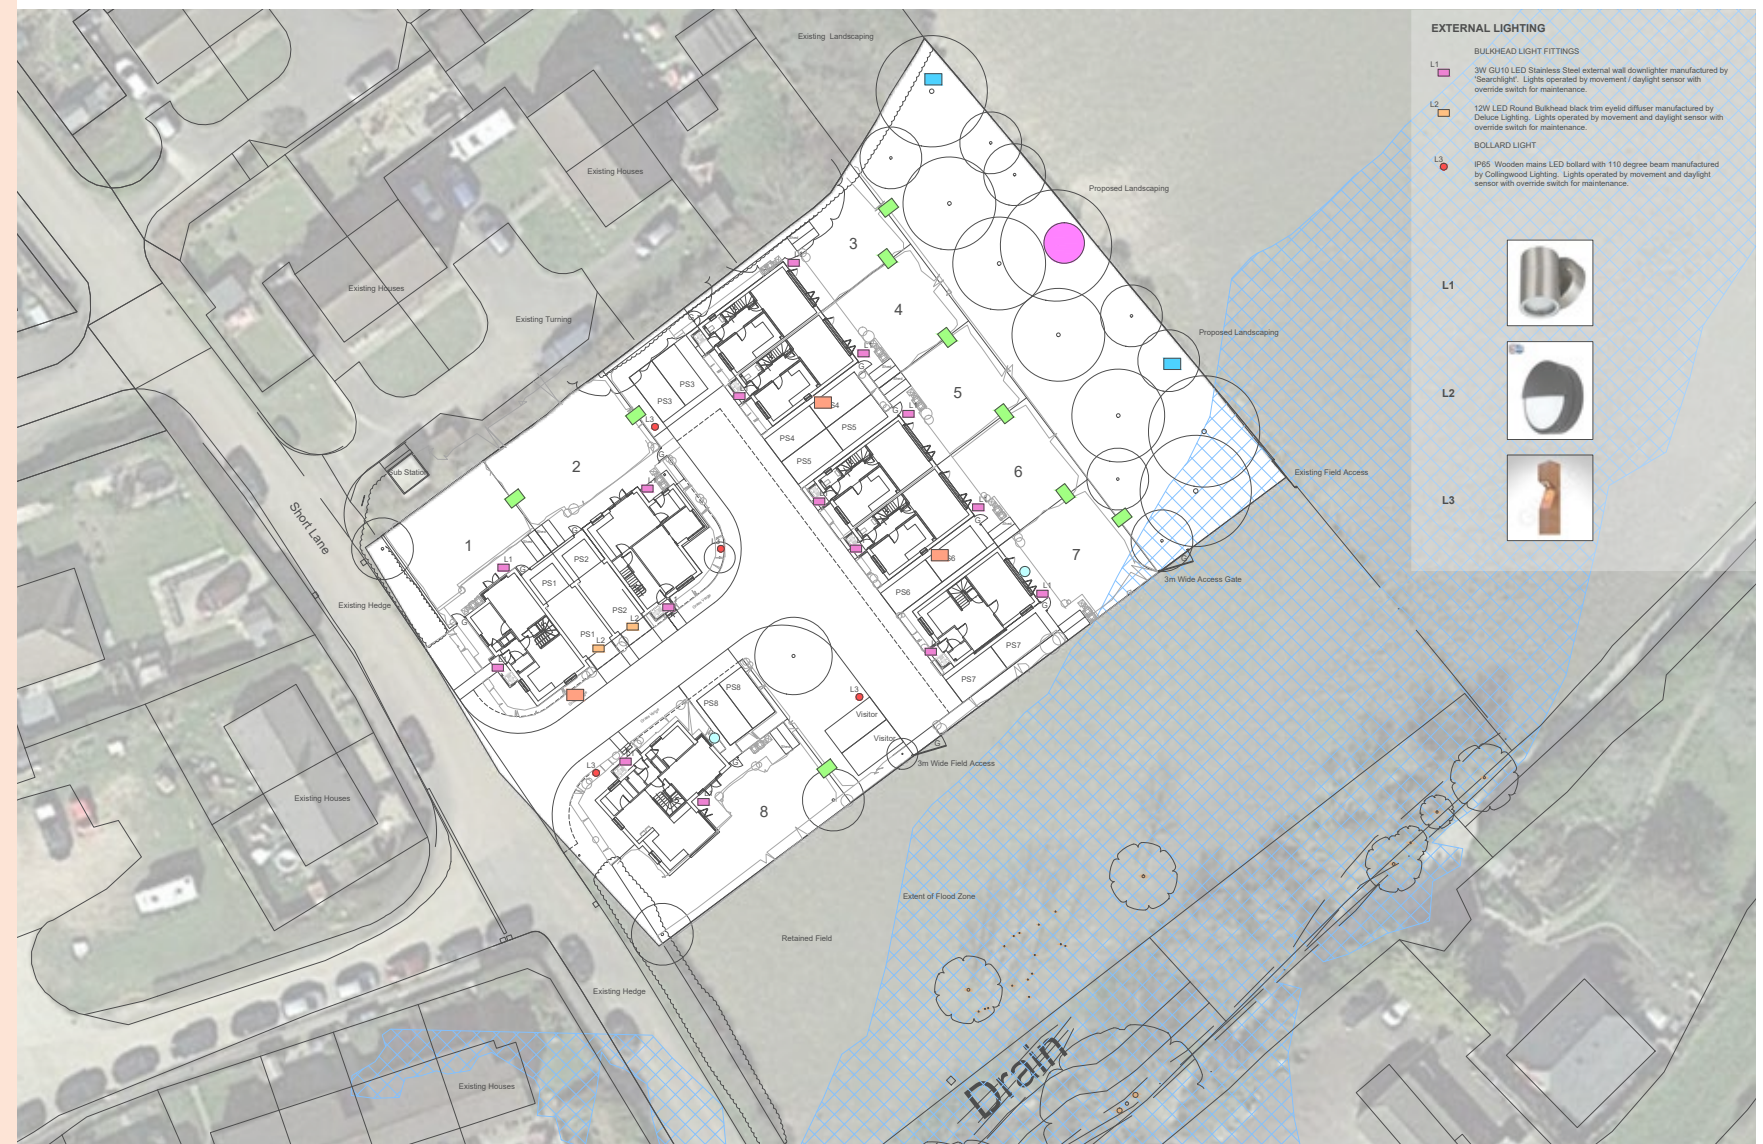 EXTERNAL LIGHTING
BULKHEAD LIGHT FITTINGS
L1
3W GU10 LED Stainless Steel external wall downlighter manufactured by
'Searchlight'. Lights operated by movement / daylight sensor with
override switch for maintenance.
L2
12W LED Round Bulkhead black trim eyelid diffuser manufactured by
Deluce Lighting. Lights operated by movement and daylight sensor with
override switch for maintenance.
BOLLARD LIGHT
L3
IP65 Wooden mains LED bollard with 110 degree beam manufactured
by Collingwood Lighting. Lights operated by movement and daylight
sensor with override switch for maintenance.
L1
L2
L3
Existing Landscaping
Existing Houses
Proposed Landscaping
3
Existing Houses
4
Existing Turning
Proposed Landscaping
PS3
PS3
5
L3
PS4
PS5
PS4
PS5
2
6
Sub Station
Existing Field Access
Short Lane
1
7
L1
PS2
PS1
3m Wide Access Gate
L1
PS6
Existing Hedge
PS2
L2
PS1
L2
PS7
PS7
PS8
PS8
L3
Visitor
Visitor
3m Wide Field Access
L3
Existing Houses
8
Extent of Flood Zone
Retained Field
Existing Hedge
Drain
Existing Houses